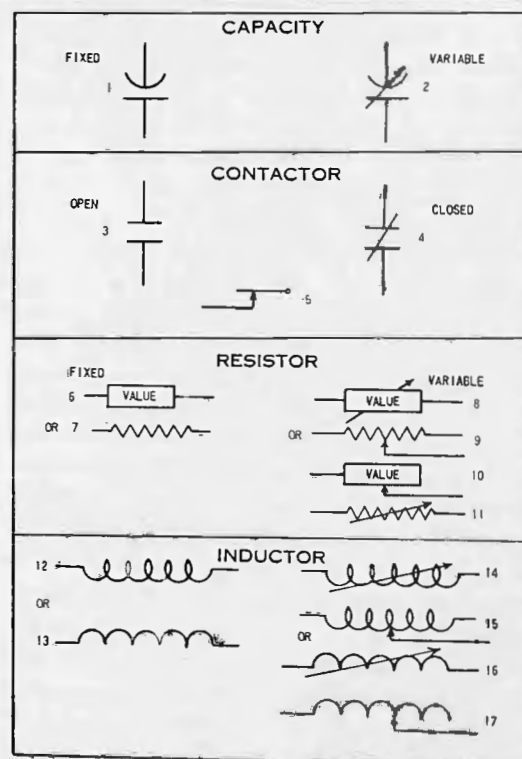 CAPACITY
FIXED VARIABLE
1 2
CONTACTOR
OPEN CLOSED
3 4
5
RESISTOR
FIXED VARIABLE
6 VALUE VALUE 8
OR 7 OR 9
VALUE 10
11
INDUCTOR
12 14
OR 15
OR
13 16
17